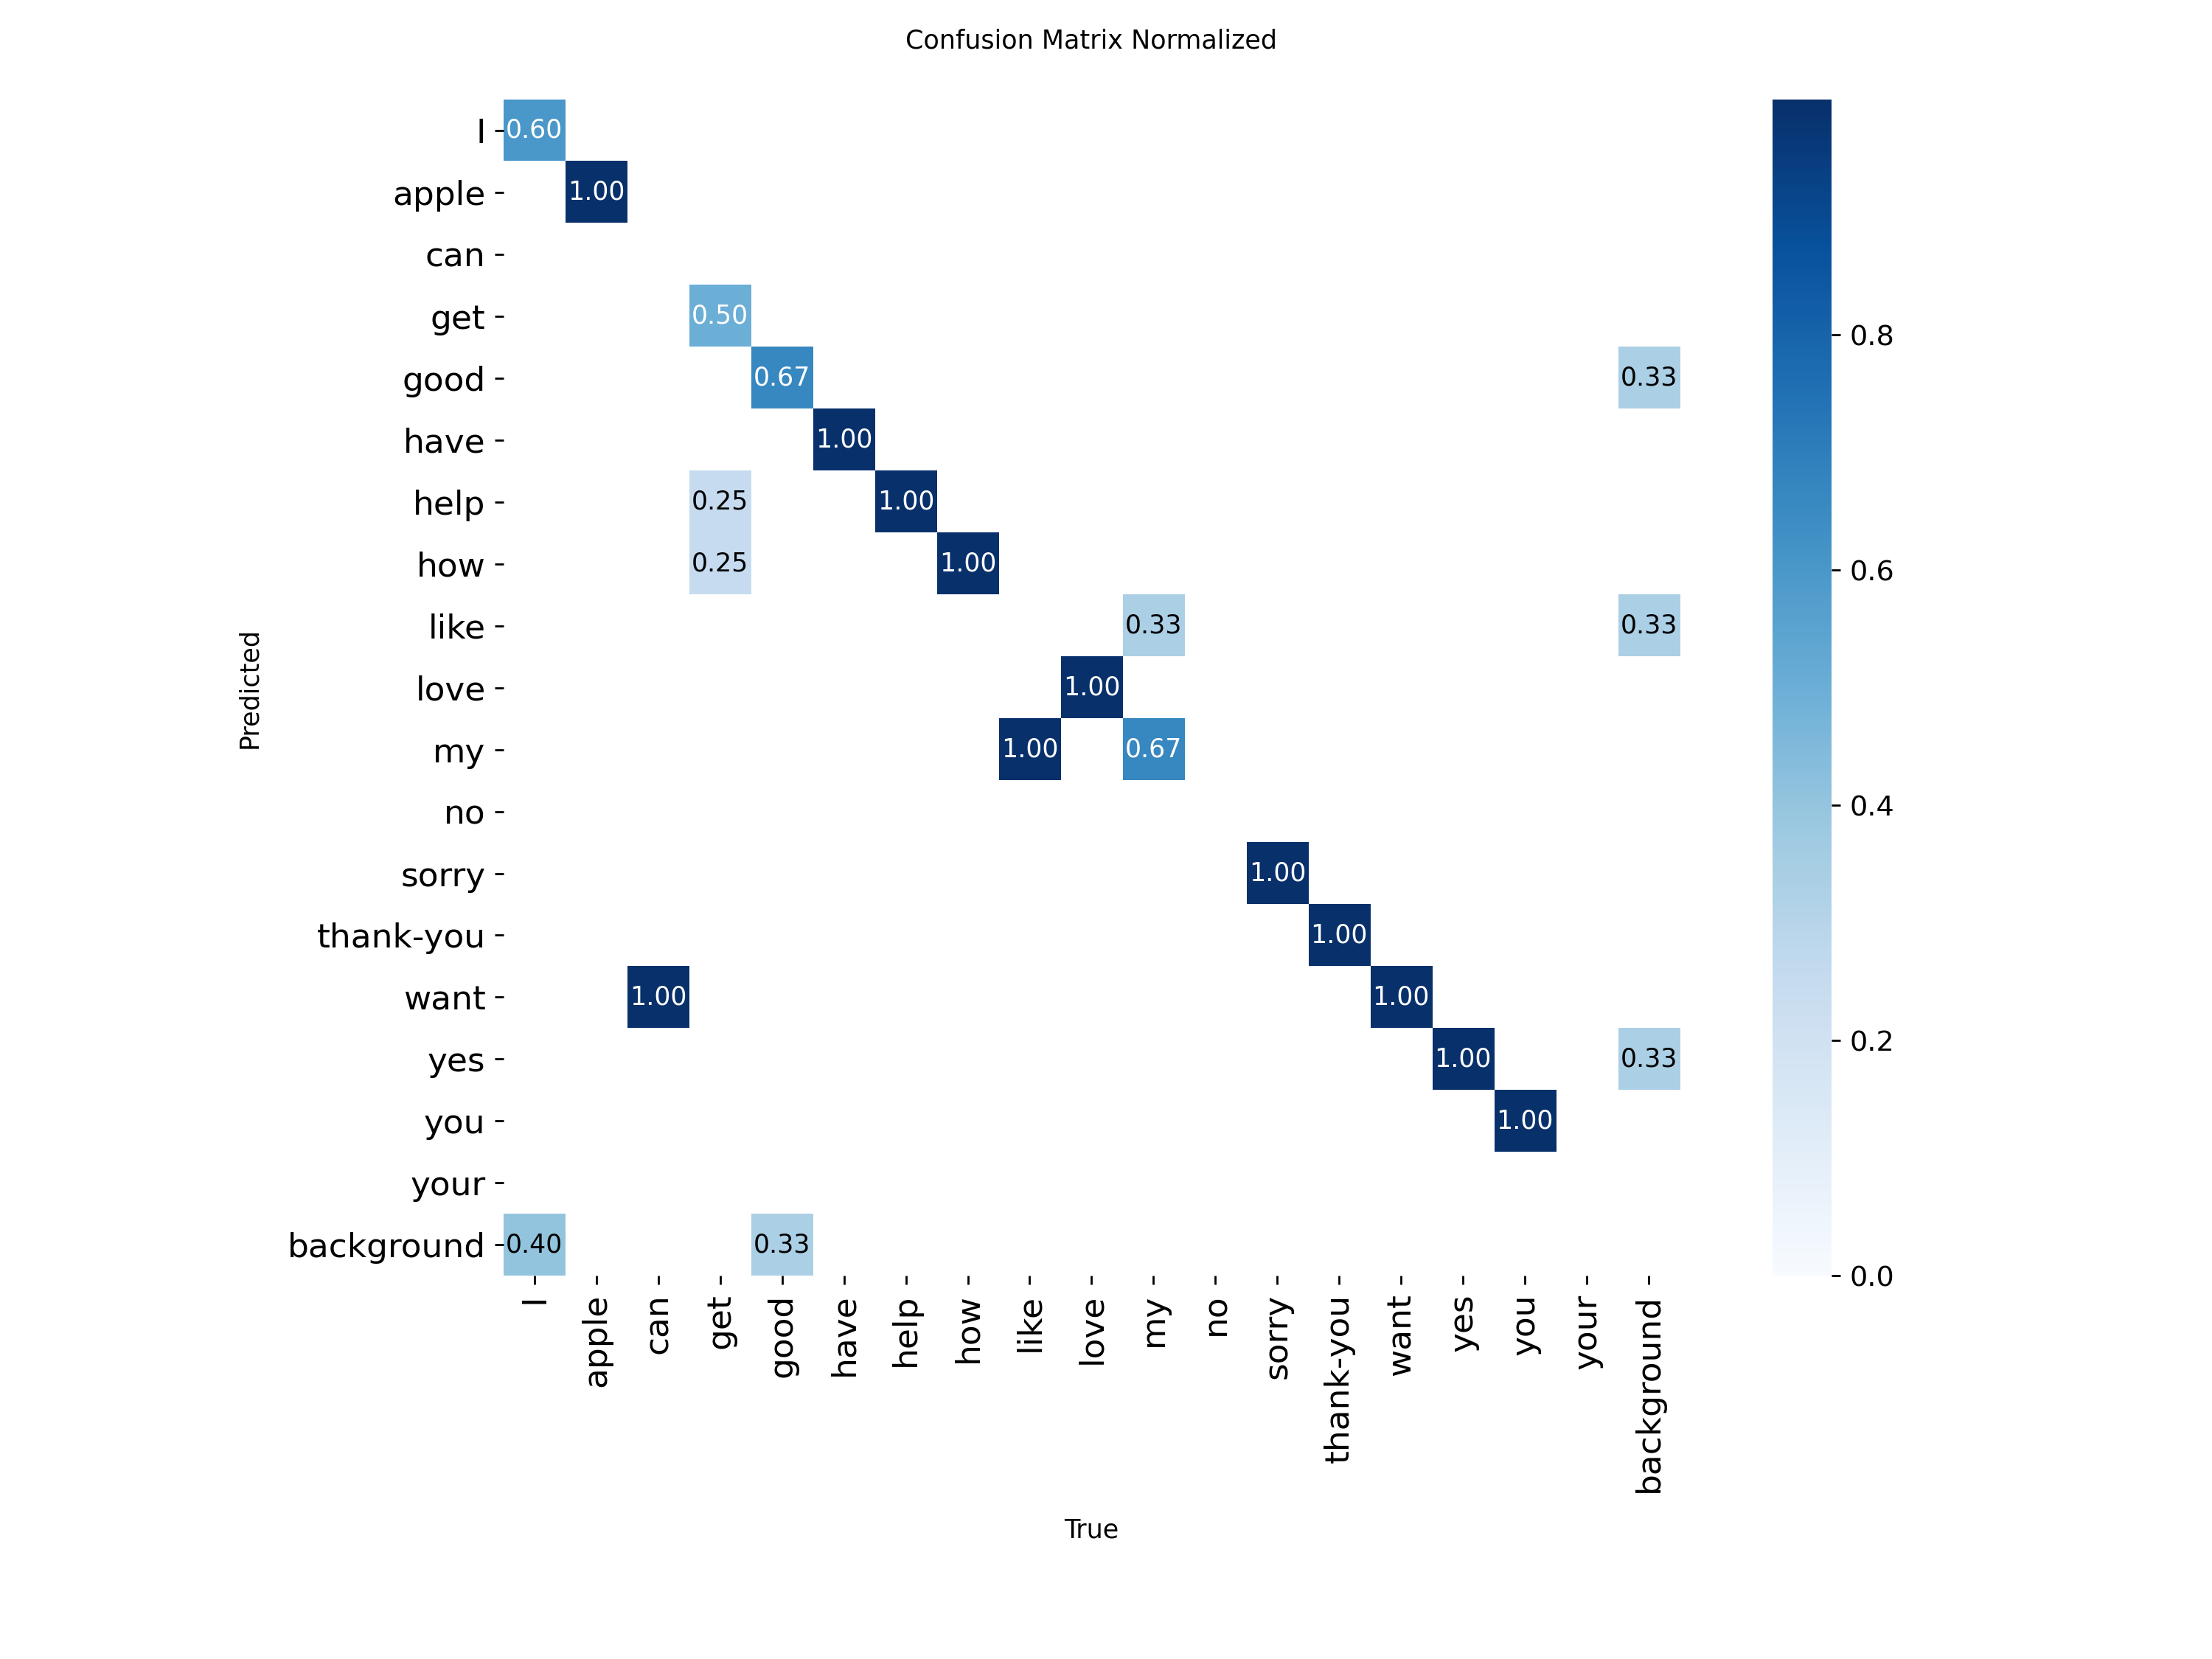 Confusion Matrix Normalized
I 0.60
apple 1.00
can
get 0.50
good 0.67 0.33
have 1.00
help 0.25 1.00
how 0.25 1.00
like 0.33 0.33
love 1.00
my 1.00 0.67
no
sorry 1.00
thank-you 1.00
want 1.00 1.00
yes 1.00 0.33
you 1.00
your
background 0.40 0.33
Predicted
I apple can get good have help how like love my no sorry thank-you want yes you your background
True
0.8
0.6
0.4
0.2
0.0